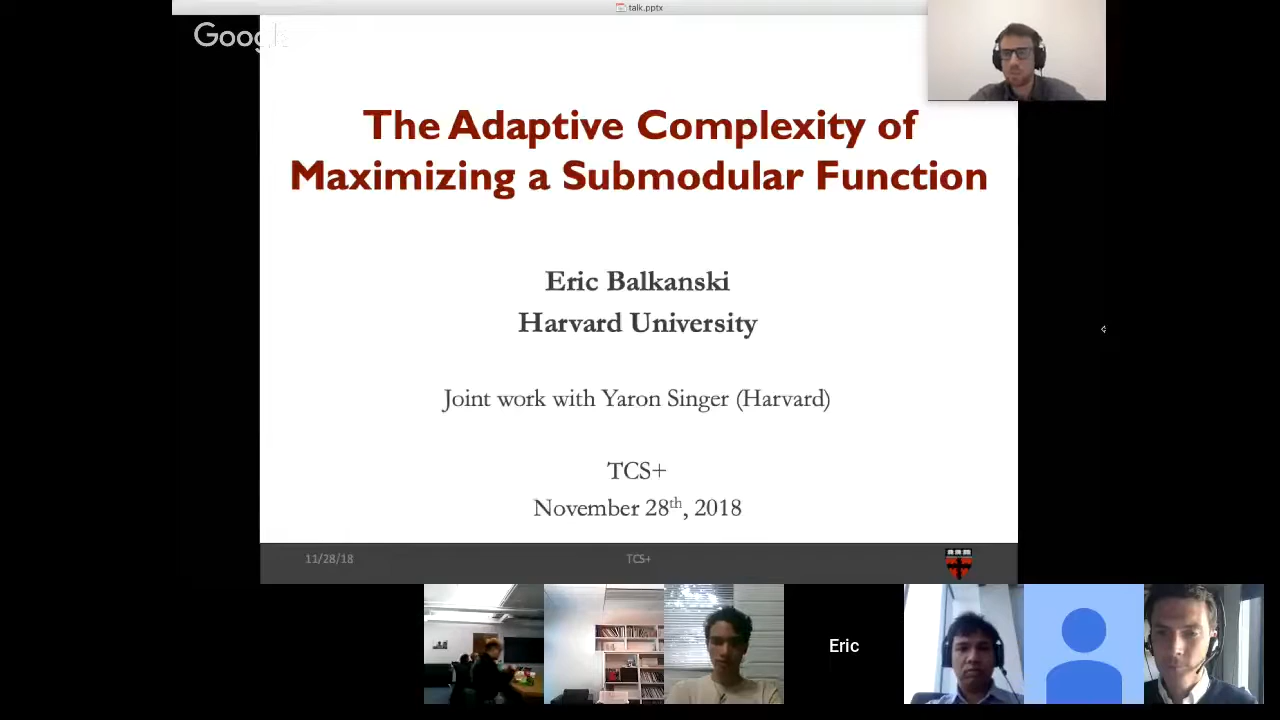 talk.pptx
Goog
The Adaptive Complexity of
Maximizing a Submodular Function
Eric Balkanski
Harvard University
Joint work with Yaron Singer (Harvard)
TCS+
November 28th, 2018
11/28/18
TCS+
Eric